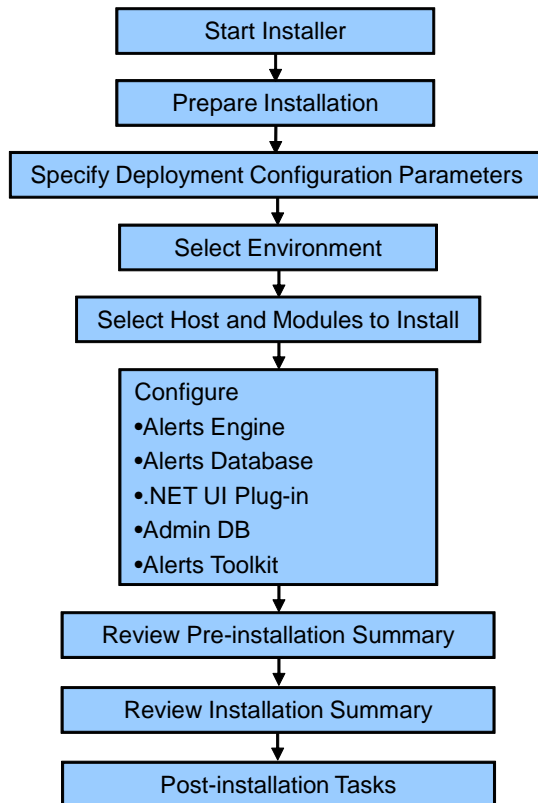 Start Installer
Prepare Installation
Specify Deployment Configuration Parameters
Select Environment
Select Host and Modules to Install
Configure
•Alerts Engine
•Alerts Database
•.NET UI Plug-in
•Admin DB
•Alerts Toolkit
Review Pre-installation Summary
Review Installation Summary
Post-installation Tasks